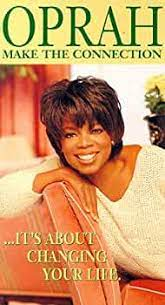 OPRAH
MAKE THE CONNECTION
...IT'S ABOUT
CHANGING
YOUR LIFE.